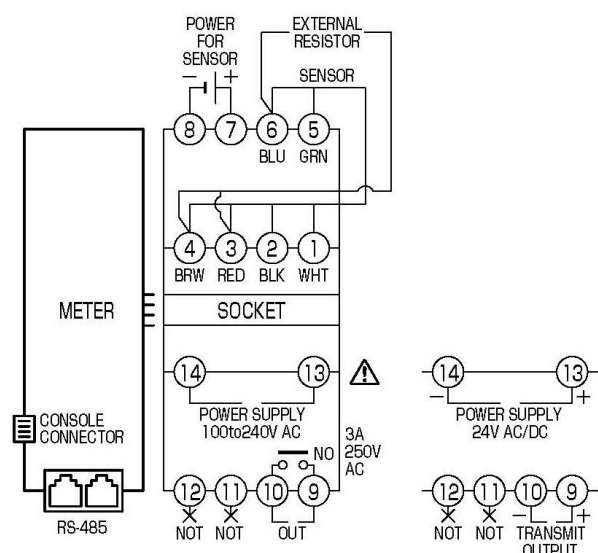 POWER
FOR
SENSOR
EXTERNAL
RESISTOR
SENSOR
− +
8 7 6 5
BLU GRN
4 3 2 1
BRW RED BLK WHT
METER
SOCKET
14 13
POWER SUPPLY
100to240V AC
CONSOLE
CONNECTOR
3A
250V
AC
NO
12 11 10 9
NOT NOT OUT
RS-485
14 13
− +
POWER SUPPLY
24V AC/DC
12 11 10 9
− +
NOT NOT TRANSMIT
OUTPUT